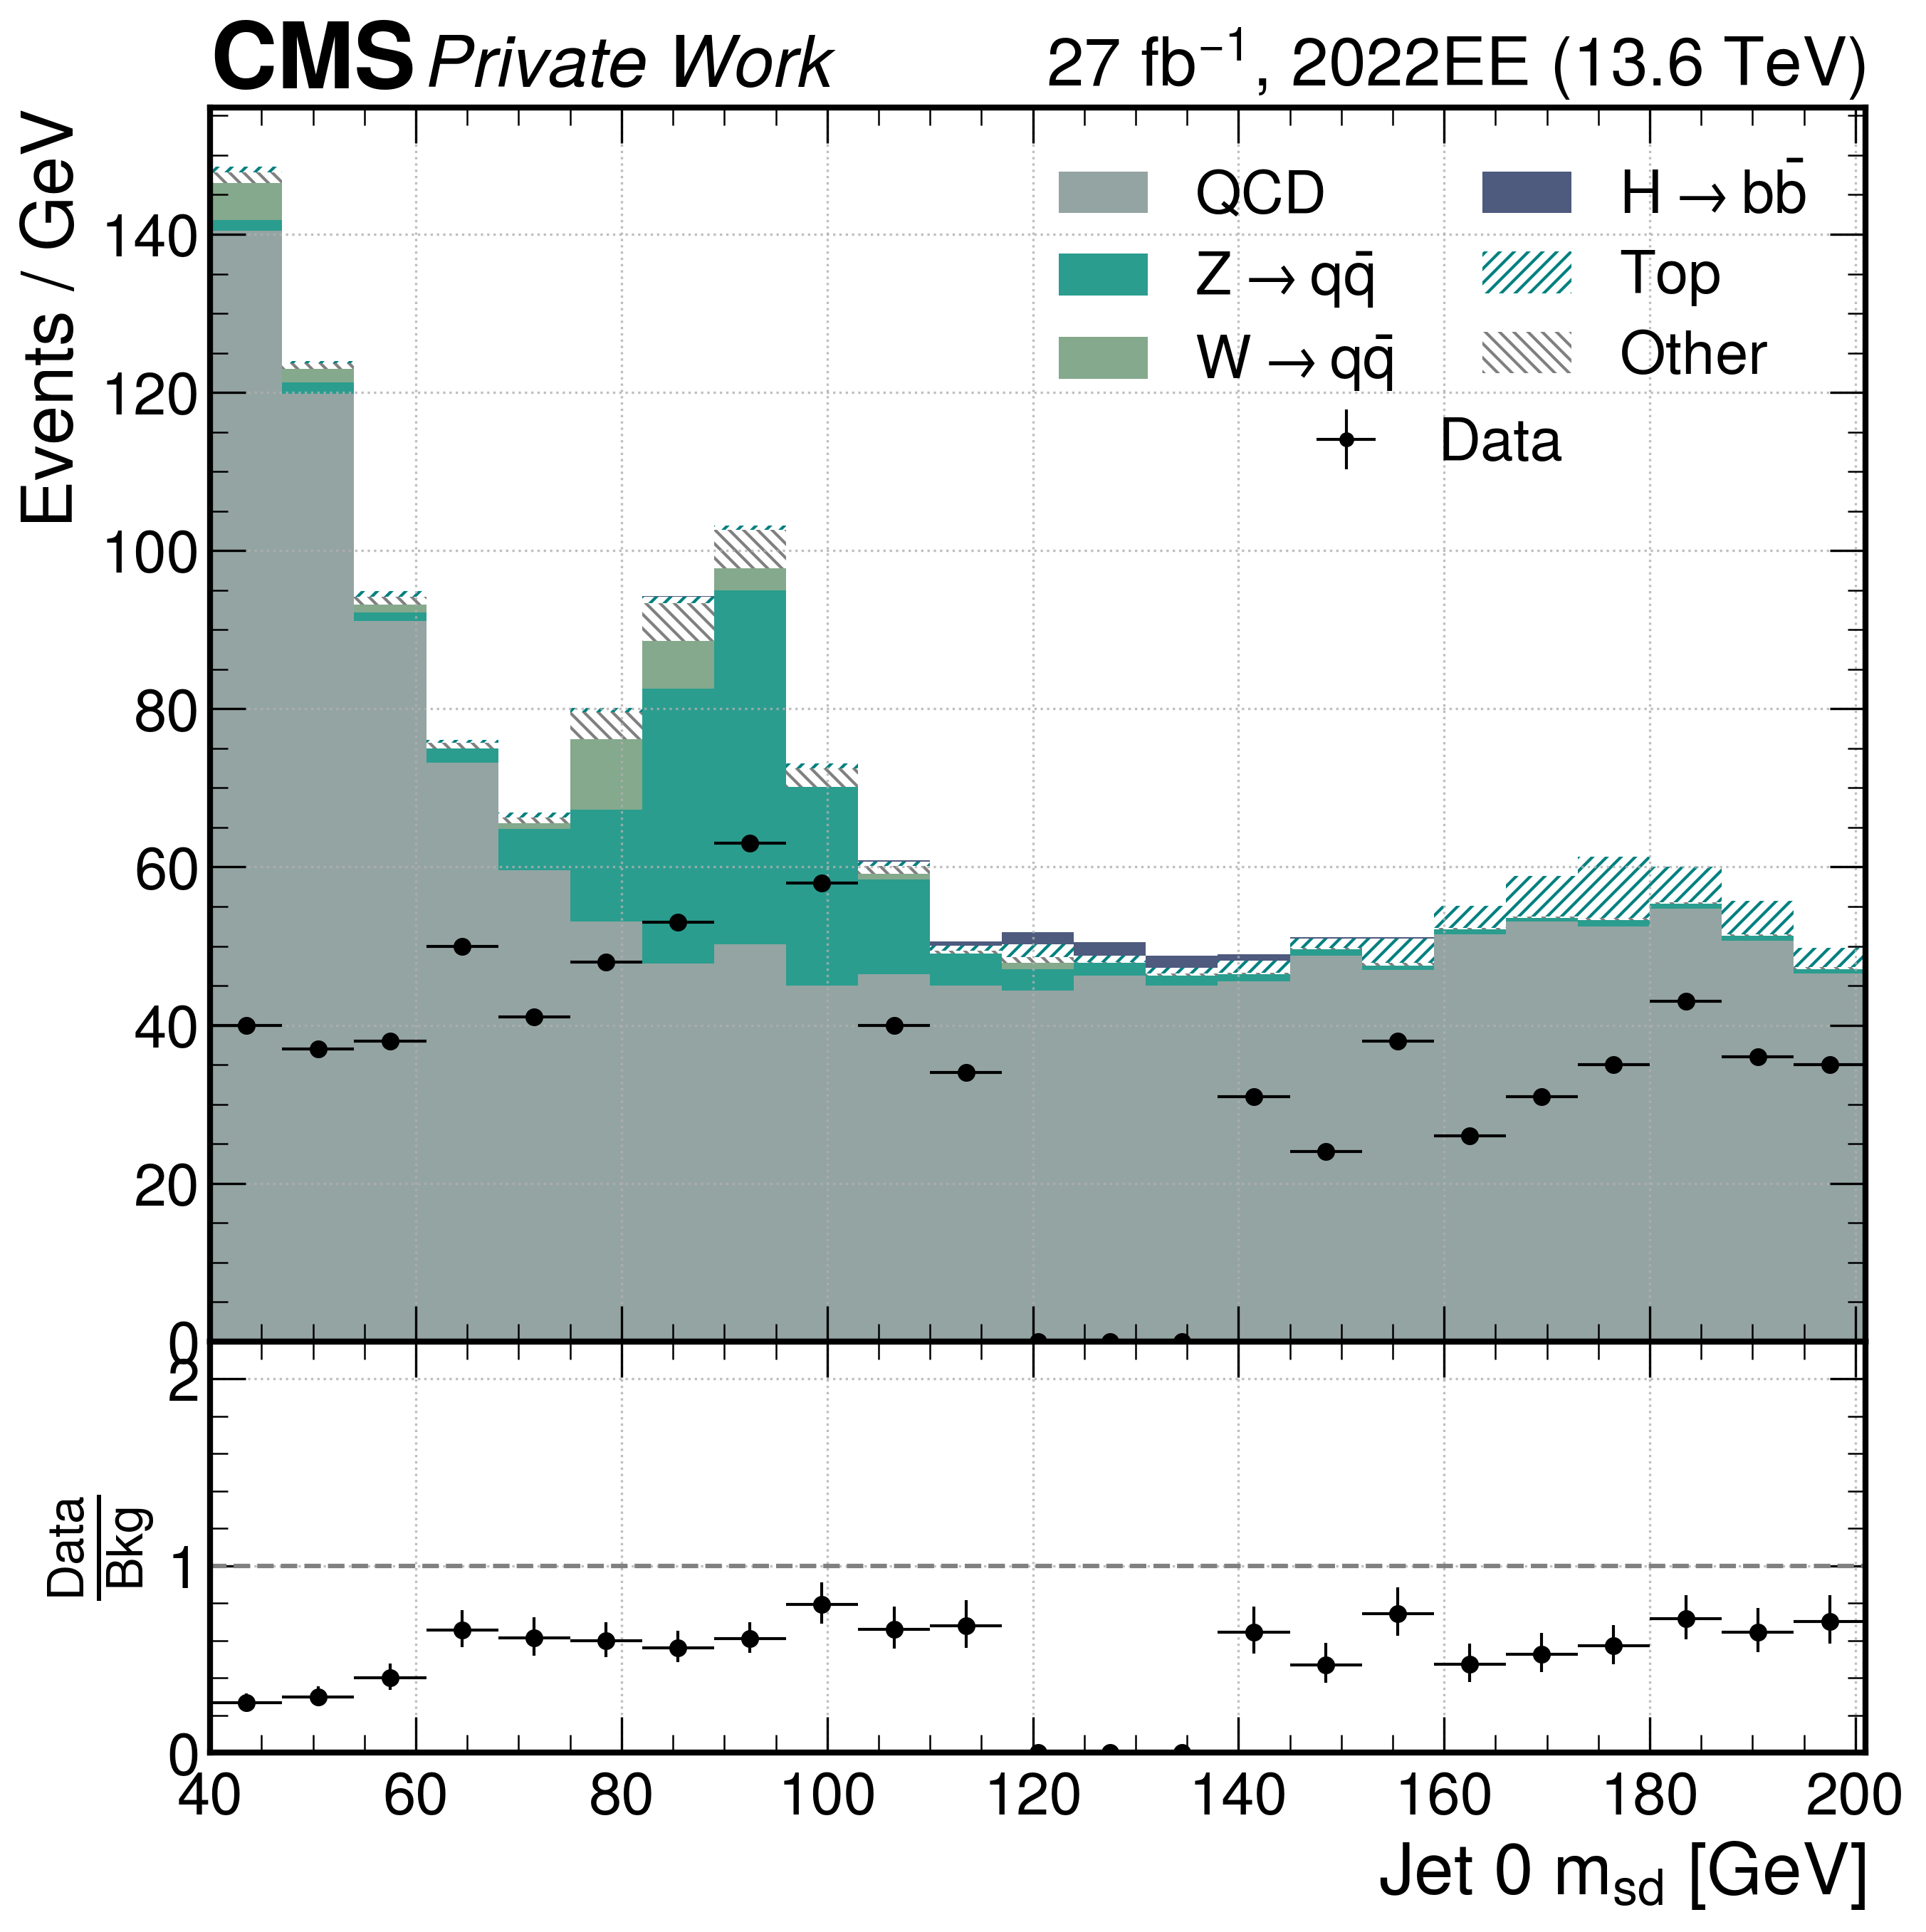 CMS Private Work 27 fb⁻¹, 2022EE (13.6 TeV)
Events / GeV
140
120
100
80
60
40
20
0
QCD
Z→qq̄
W→qq̄
H→bb̄
Top
Other
Data
Data
Bkg
2
1
0
40 60 80 100 120 140 160 180 200
Jet 0 m_sd [GeV]